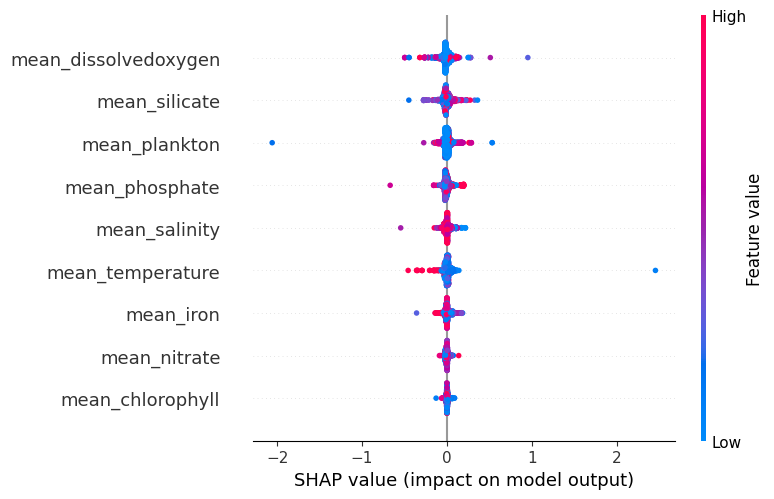 High
mean_dissolvedoxygen
mean_silicate
mean_plankton
mean_phosphate
mean_salinity
mean_temperature
mean_iron
mean_nitrate
mean_chlorophyll
Feature value
Low
−2 −1 0 1 2
SHAP value (impact on model output)